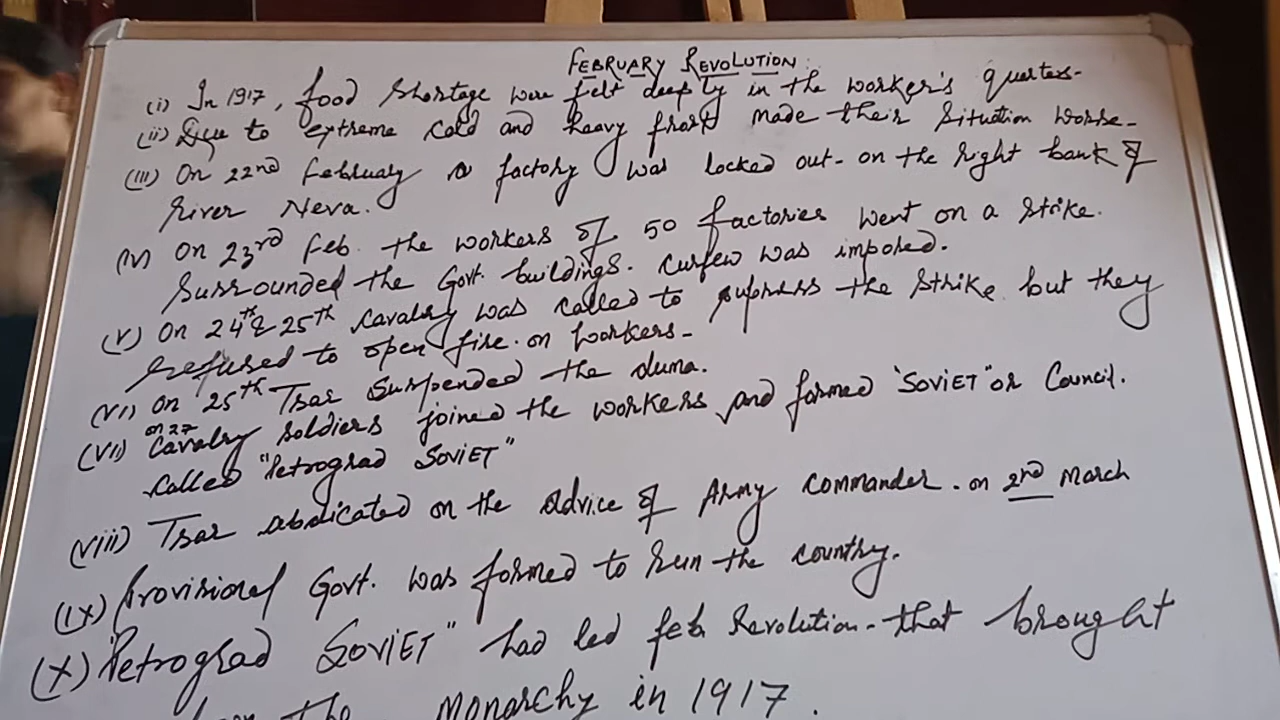 FEBRUARY REVOLUTION:
(i) In 1917, food shortage were felt deeply in the worker's quarters.
(ii) Due to extreme cold and heavy frost made their situation worse.
(iii) On 22nd February a factory was locked out. on the right bank of
River Neva.
(IV) On 23rd Feb. the workers of 50 factories went on a strike.
Surrounded the Govt. buildings. Curfew was imposed.
(V) On 24th & 25th Cavalry was called to supress the strike but they
refused to open fire. on workers.
(VI) On 25th Tsar Suspended the duma.
on 27
(VI) Cavalry soldiers joined the workers and formed "SOVIET" or Council.
Called "Petrograd SOVIET"
(viii) Tsar abdicated on the advice of Army commander. on 2nd March
(IX) Provisional Govt. was formed to run the country.
(X) "Petrograd SOVIET" had led feb. Revolution. that brought
the monarchy in 1917.